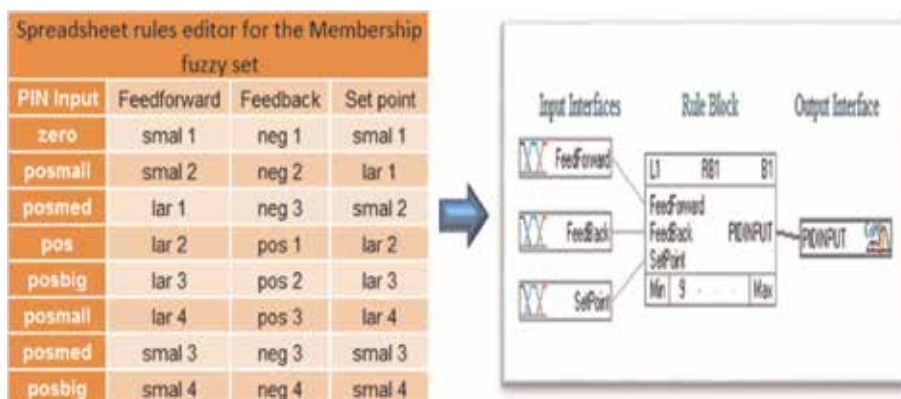 Spreadsheet rules editor for the Membership
fuzzy set
PIN Input Feedforward Feedback Set point
zero smal 1 neg 1 smal 1
posmall smal 2 neg 2 lar 1
posmed lar 1 neg 3 smal 2
pos lar 2 pos 1 lar 2
posbig lar 3 pos 2 lar 3
posmall lar 4 pos 3 lar 4
posmed smal 3 neg 3 smal 3
posbig smal 4 neg 4 smal 4
Input Interfaces Rule Block Output Interface
FeedForward
FeedBack
SetPoint
L1 RB1 B1
FeedForward
FeedBack PIDINPUT
SetPoint
Min 9 Max
PIDINPUT